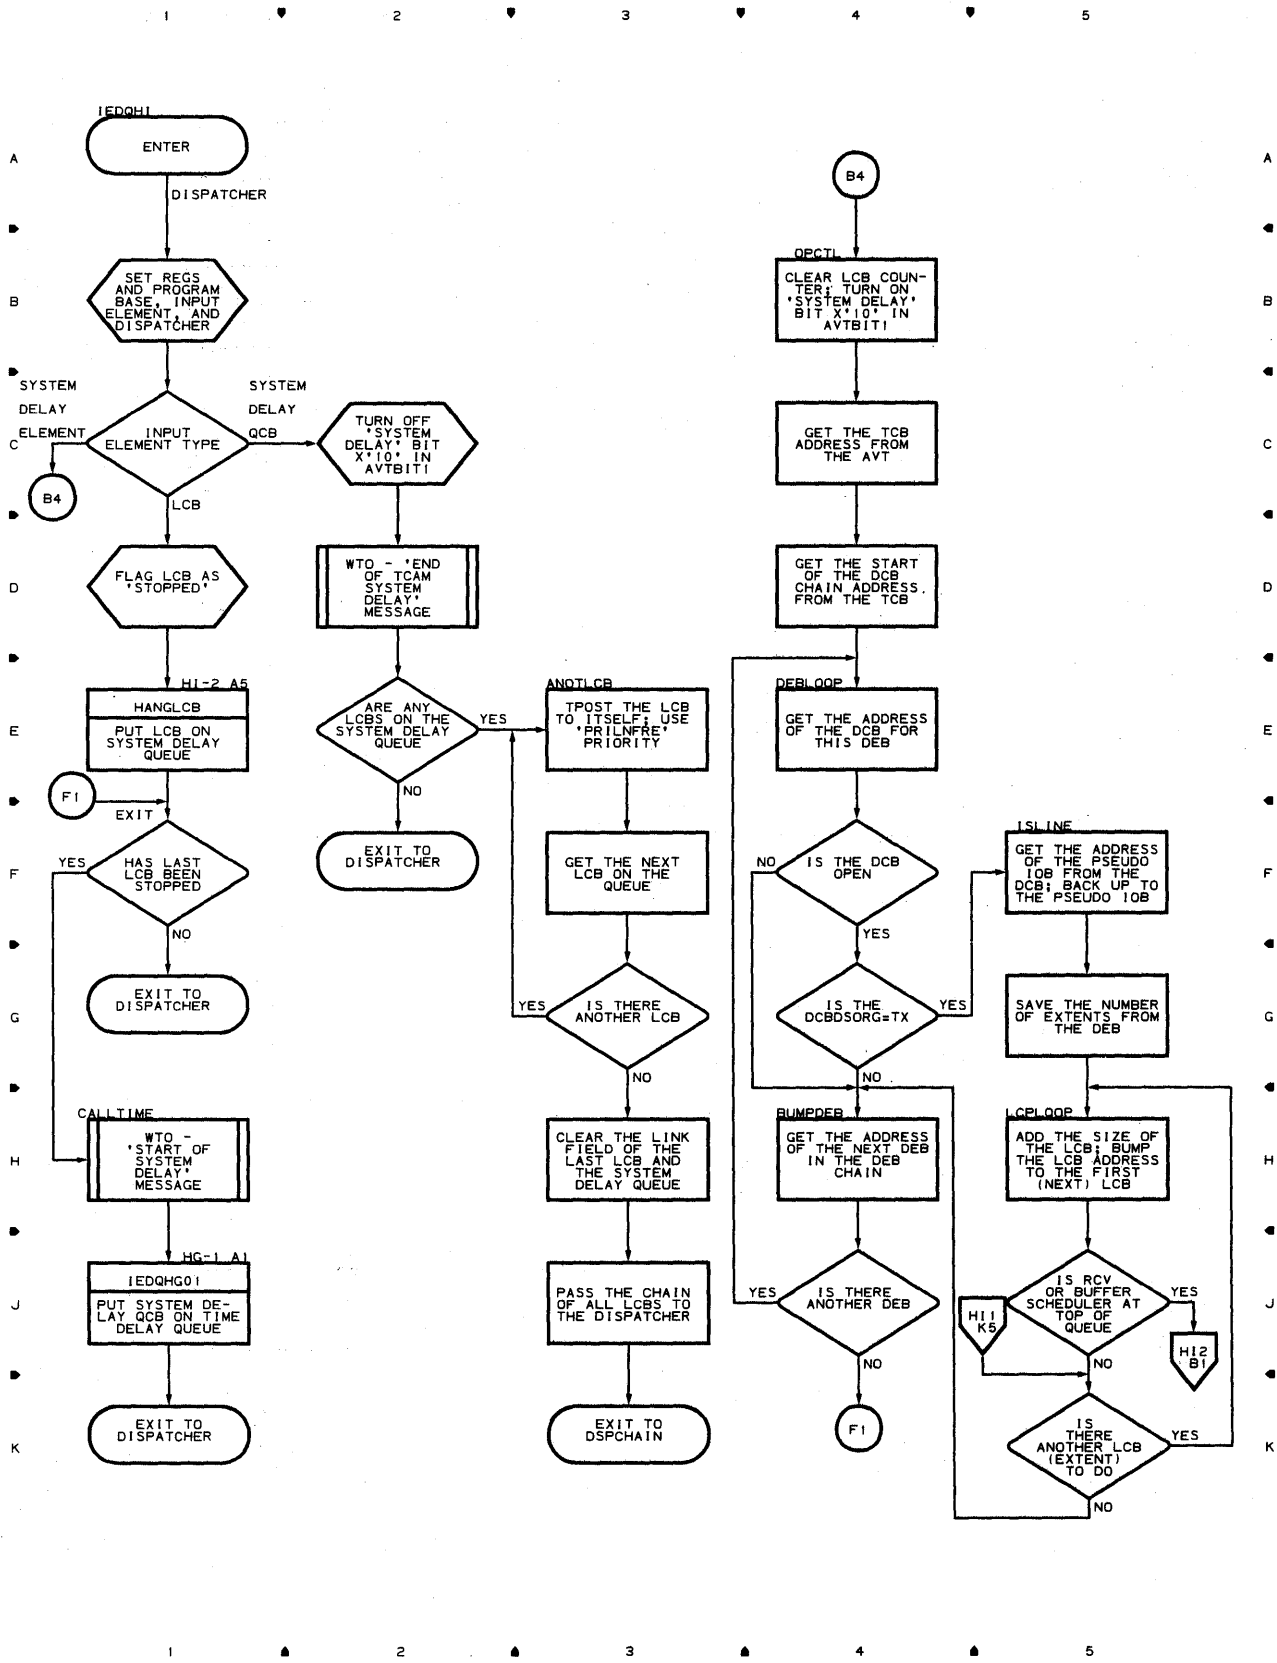 1 2 3 4 5
IEDQHI
ENTER
A
DISPATCHER
SET REGS
AND PROGRAM
BASE, INPUT
ELEMENT, AND
DISPATCHER
B
SYSTEM
DELAY
ELEMENT
INPUT
ELEMENT TYPE
SYSTEM
DELAY
QCB
C
B4
LCB
FLAG LCB AS
'STOPPED'
D
HI-2 A5
HANGLCB
PUT LCB ON
SYSTEM DELAY
QUEUE
E
F1
EXIT
YES
HAS LAST
LCB BEEN
STOPPED
F
NO
EXIT TO
DISPATCHER
G
CALLTIME
WTO -
'START OF
SYSTEM
DELAY'
MESSAGE
H
HG-1 A1
IEDQHG01
PUT SYSTEM DE-
LAY QCB ON TIME
DELAY QUEUE
J
EXIT TO
DISPATCHER
K
TURN OFF
'SYSTEM
DELAY' BIT
X'10' IN
AVTBIT1
WTO - 'END
OF TCAM
SYSTEM
DELAY'
MESSAGE
ARE ANY
LCBS ON THE
SYSTEM DELAY
QUEUE
YES
NO
EXIT TO
DISPATCHER
ANOTLCB
TPOST THE LCB
TO ITSELF; USE
'PRILNFRE'
PRIORITY
GET THE NEXT
LCB ON THE
QUEUE
YES
IS THERE
ANOTHER LCB
NO
CLEAR THE LINK
FIELD OF THE
LAST LCB AND
THE SYSTEM
DELAY QUEUE
PASS THE CHAIN
OF ALL LCBS TO
THE DISPATCHER
EXIT TO
DSPCHAIN
B4
OPCTL
CLEAR LCB COUN-
TER; TURN ON
'SYSTEM DELAY'
BIT X'10' IN
AVTBIT1
GET THE TCB
ADDRESS FROM
THE AVT
GET THE START
OF THE DCB
CHAIN ADDRESS
FROM THE TCB
DEBLOOP
GET THE ADDRESS
OF THE DCB FOR
THIS DEB
NO
IS THE DCB
OPEN
YES
IS THE
DCBDSORG=TX
YES
NO
BUMPDEB
GET THE ADDRESS
OF THE NEXT DEB
IN THE DEB
CHAIN
YES
IS THERE
ANOTHER DEB
NO
F1
ISLINE
GET THE ADDRESS
OF THE PSEUDO
IOB FROM THE
DCB; BACK UP TO
THE PSEUDO IOB
SAVE THE NUMBER
OF EXTENTS FROM
THE DEB
LCPLOOP
ADD THE SIZE OF
THE LCB; BUMP
THE LCB ADDRESS
TO THE FIRST
(NEXT) LCB
HI1
K5
IS RCV
OR BUFFER
SCHEDULER AT
TOP OF
QUEUE
YES
HI2
B1
NO
IS
THERE
ANOTHER LCB
(EXTENT)
TO DO
YES
NO
A
B
C
D
E
F
G
H
J
K
1 2 3 4 5